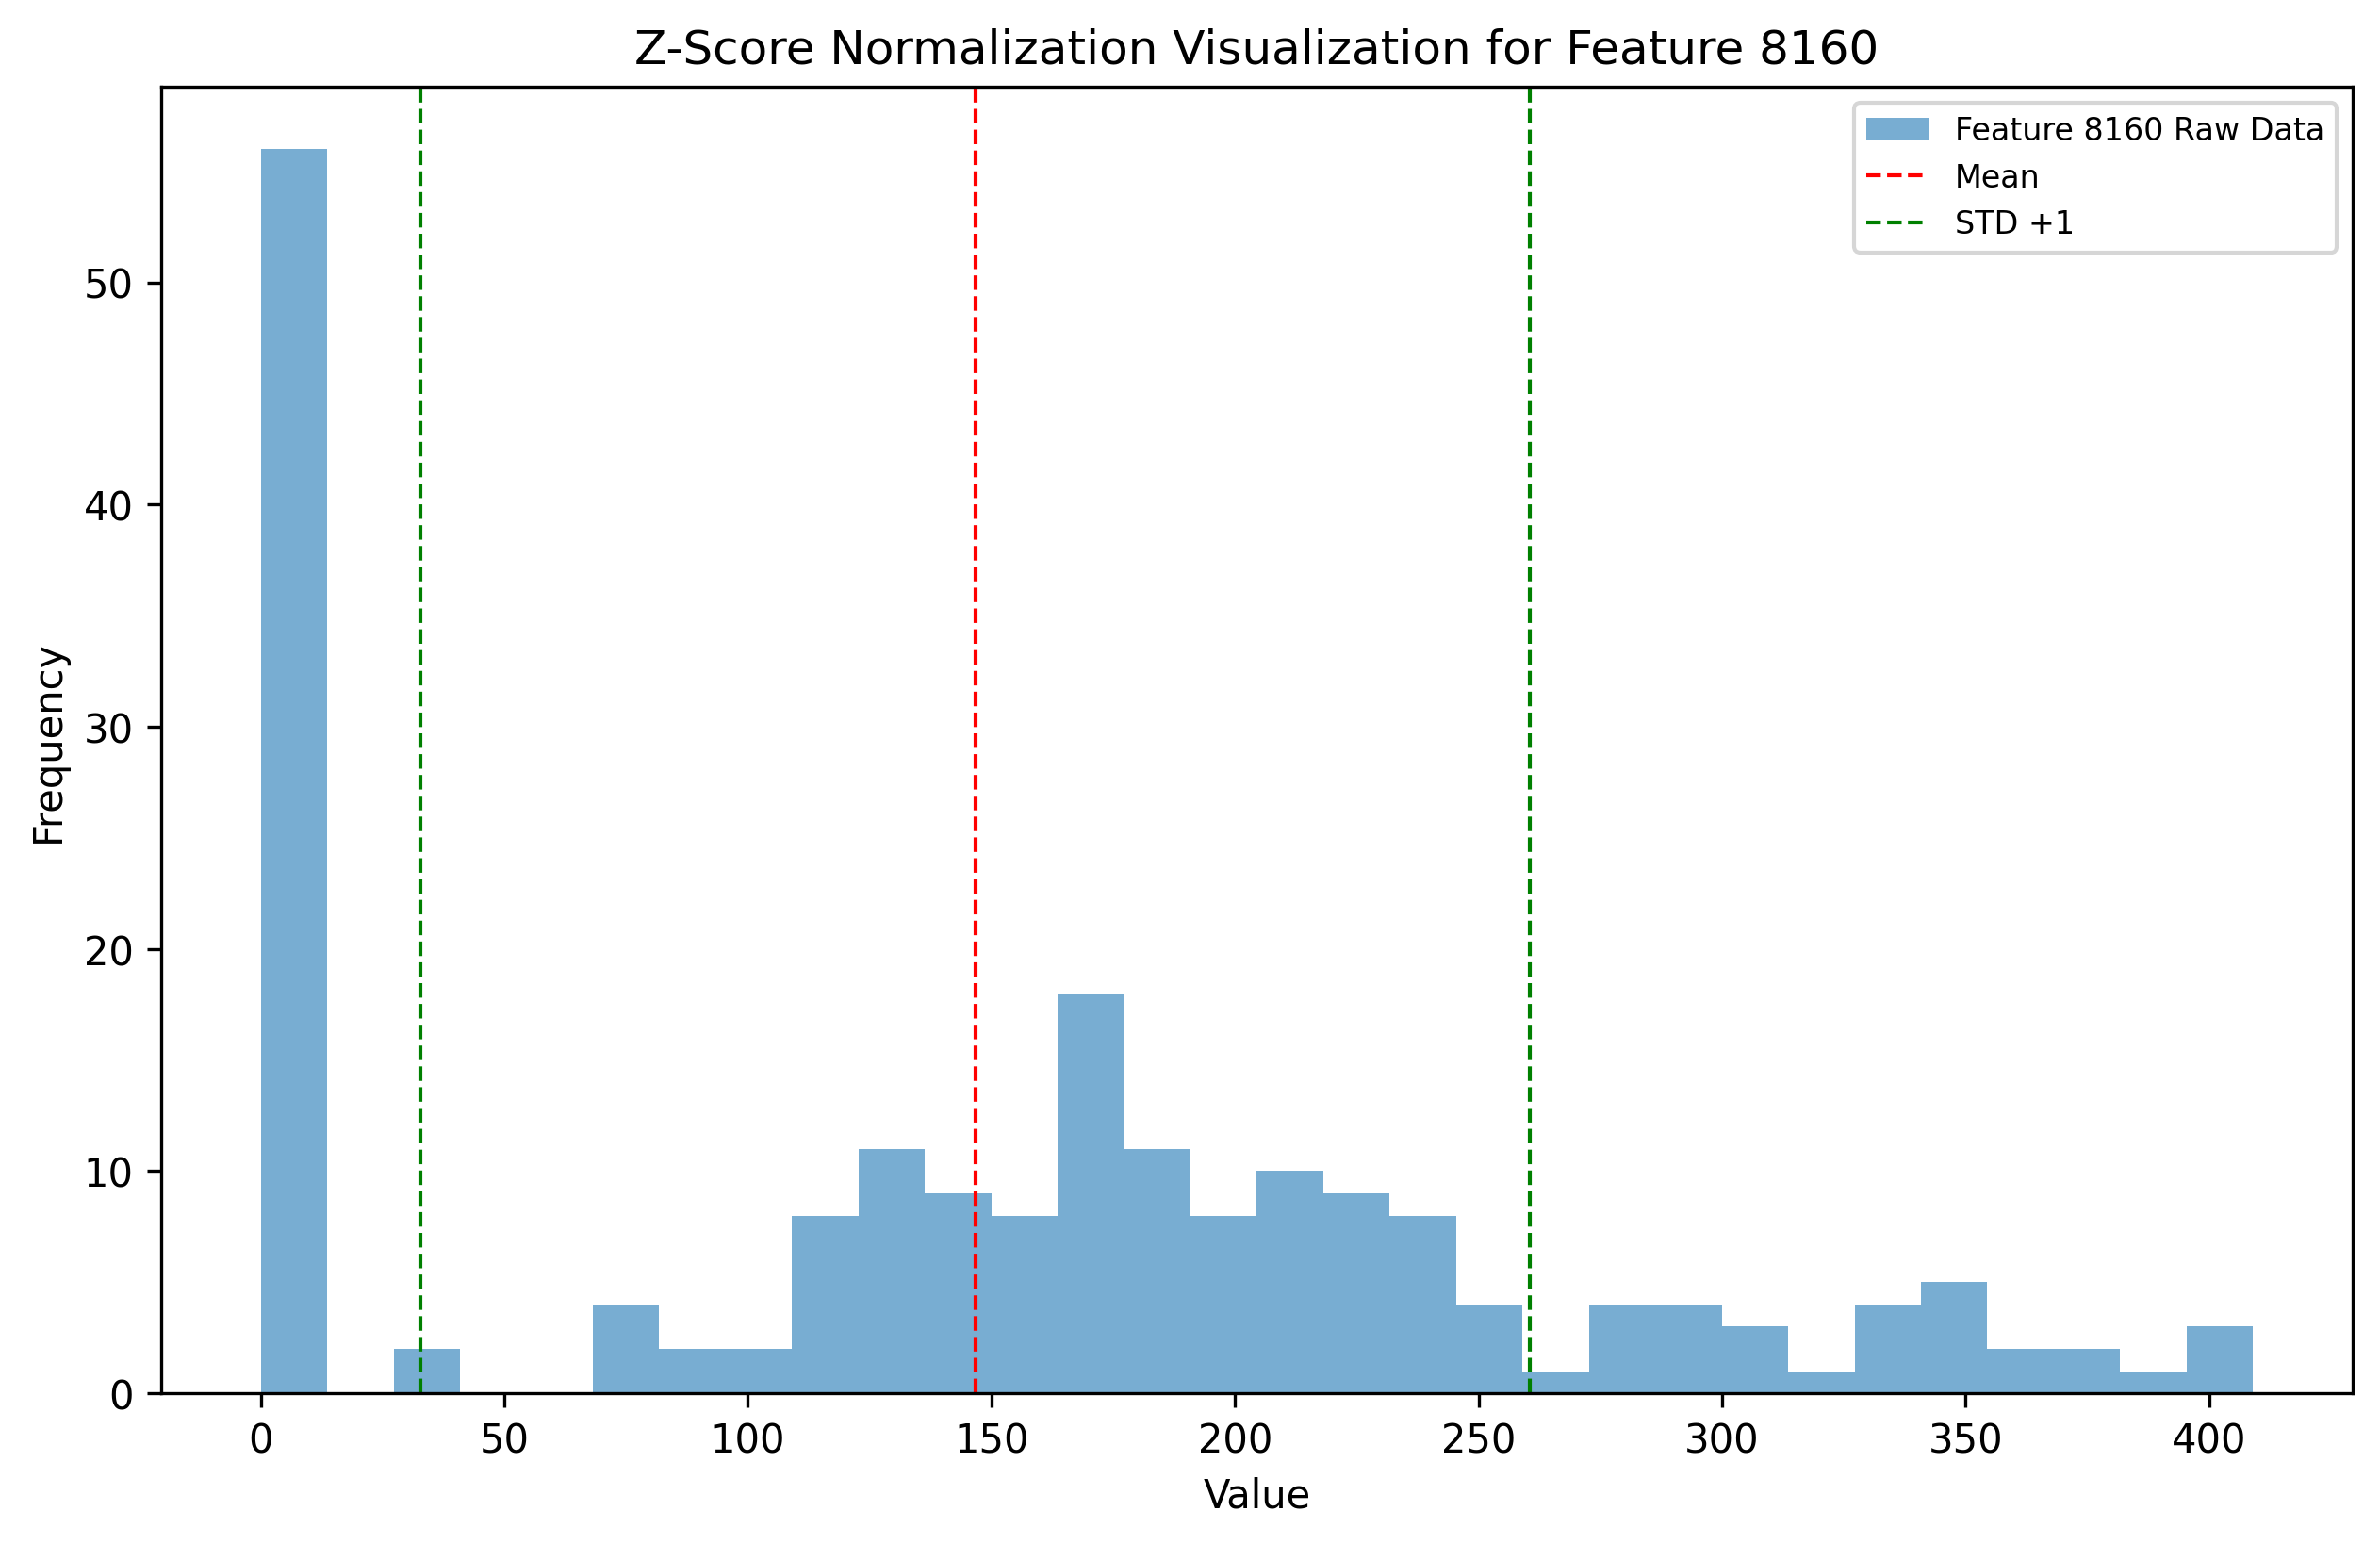 Z-Score Normalization Visualization for Feature 8160
Feature 8160 Raw Data
Mean
STD +1
50
40
30
20
10
0
Frequency
0 50 100 150 200 250 300 350 400
Value